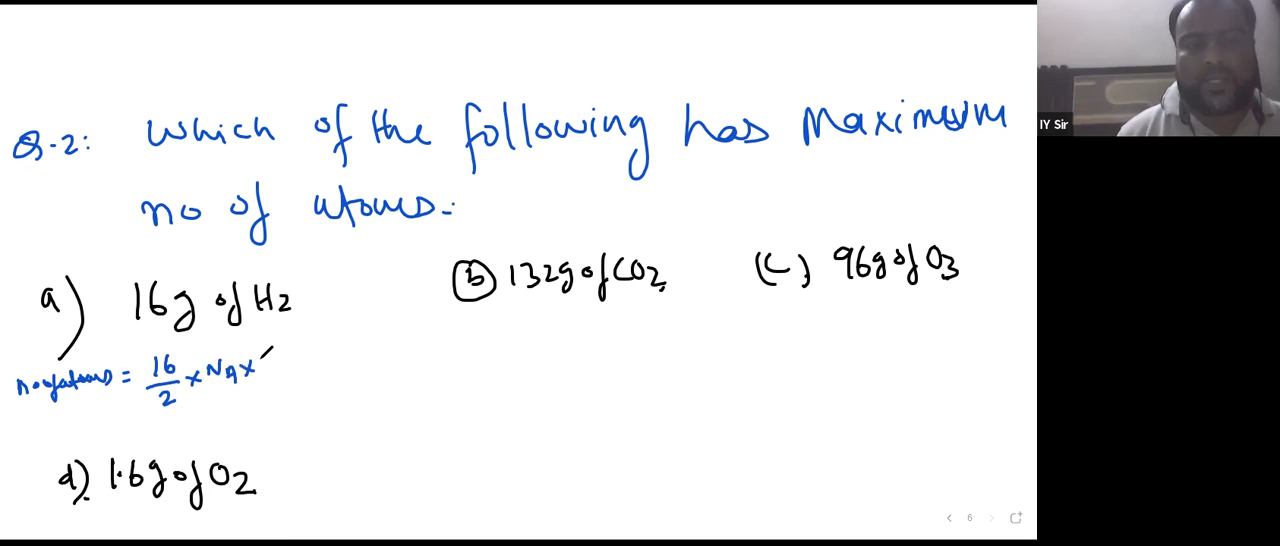 Q.2: which of the following has Maximum
no of atoms.
a) 16g of H2
(b) 132g of CO2
(C) 96g of O3
no of atoms = 16/2 x NA x
d) 1.6g of O2
IY Sir
6